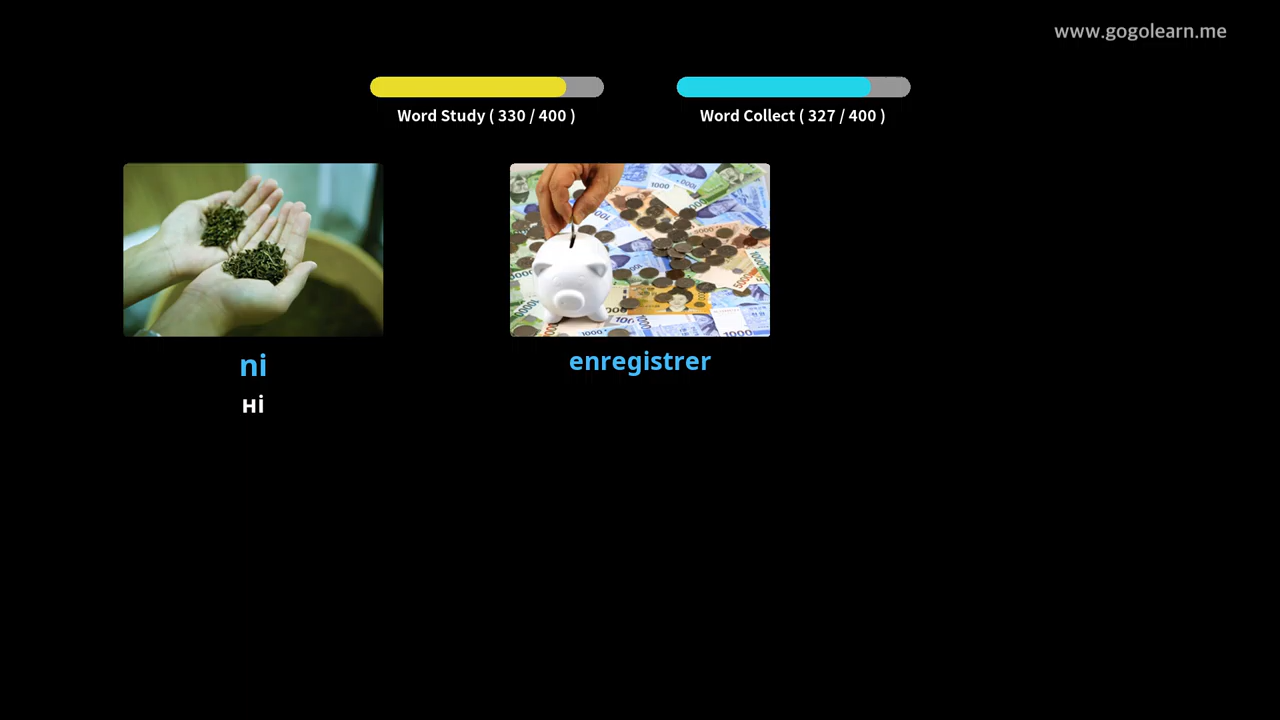 www.gogolearn.me
Word Study ( 330 / 400 )
Word Collect ( 327 / 400 )
ni
enregistrer
ні